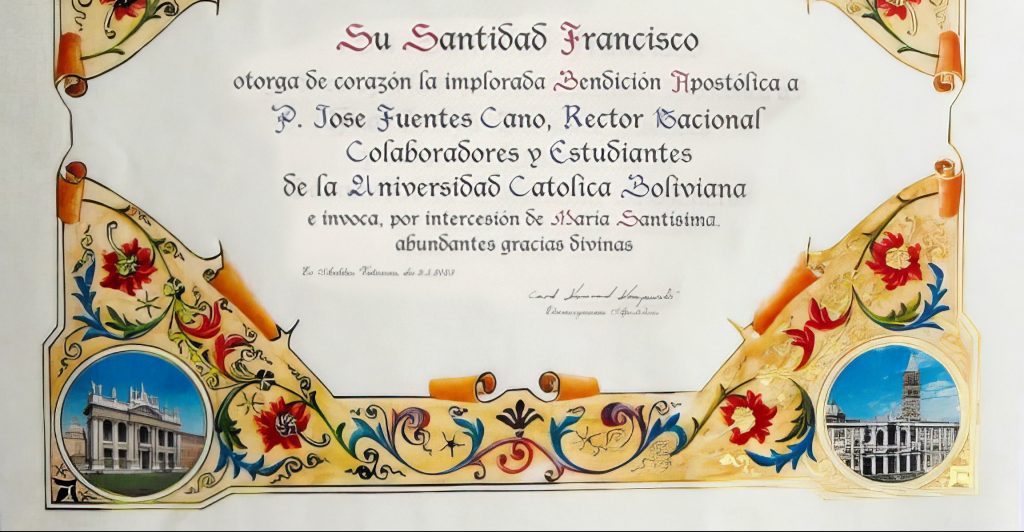 Su Santidad Francisco
otorga de corazón la implorada Bendición Apostólica a
P. Jose Fuentes Cano, Rector Nacional
Colaboradores y Estudiantes
de la Universidad Catolica Boliviana
e invoca, por intercesión de María Santísima.
abundantes gracias divinas